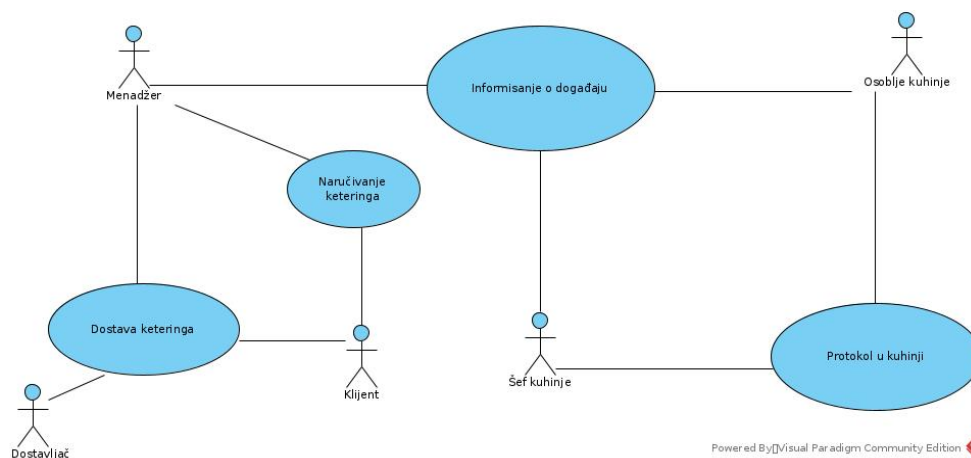 Menadžer
Informisanje o događaju
Osoblje kuhinje
Naručivanje
keteringa
Dostava keteringa
Klijent
Šef kuhinje
Protokol u kuhinji
Dostavljač
Powered By▯Visual Paradigm Community Edition